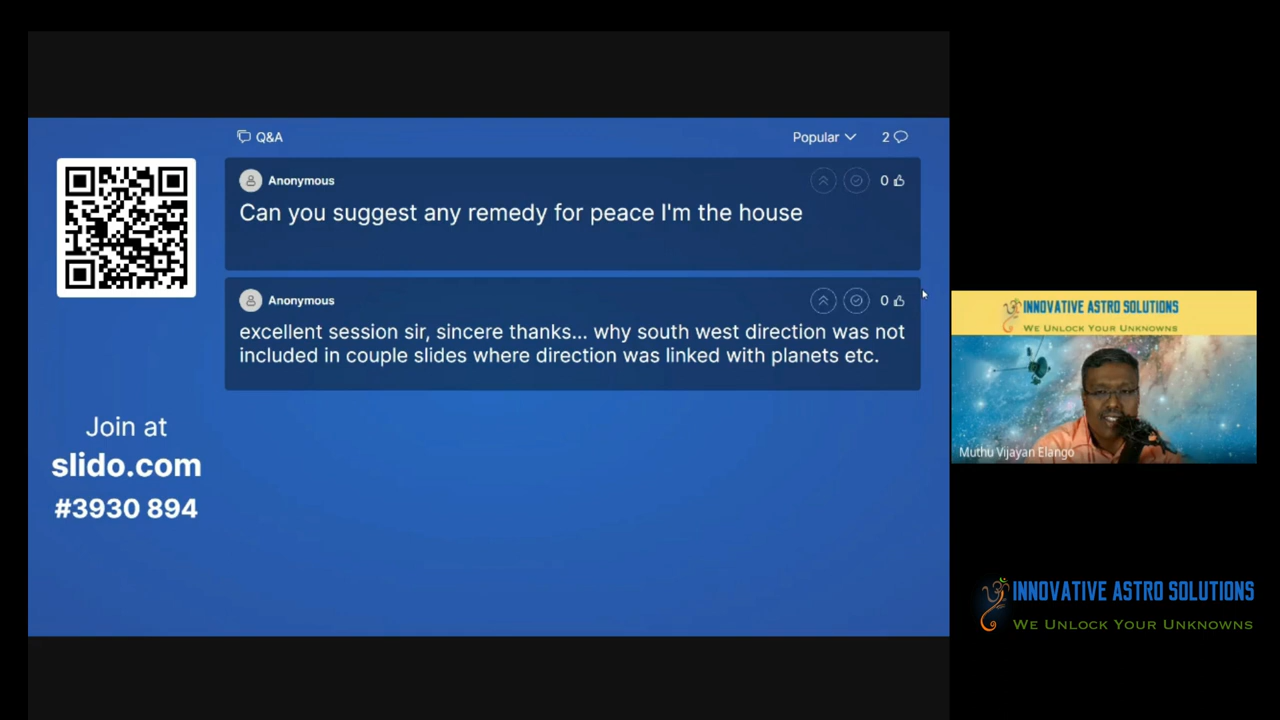 Q&A
Popular
2
Anonymous
0
Can you suggest any remedy for peace I'm the house
Anonymous
0
excellent session sir, sincere thanks... why south west direction was not
included in couple slides where direction was linked with planets etc.
Join at
slido.com
#3930 894
INNOVATIVE ASTRO SOLUTIONS
WE UNLOCK YOUR UNKNOWNS
Muthu Vijayan Elango
INNOVATIVE ASTRO SOLUTIONS
WE UNLOCK YOUR UNKNOWNS